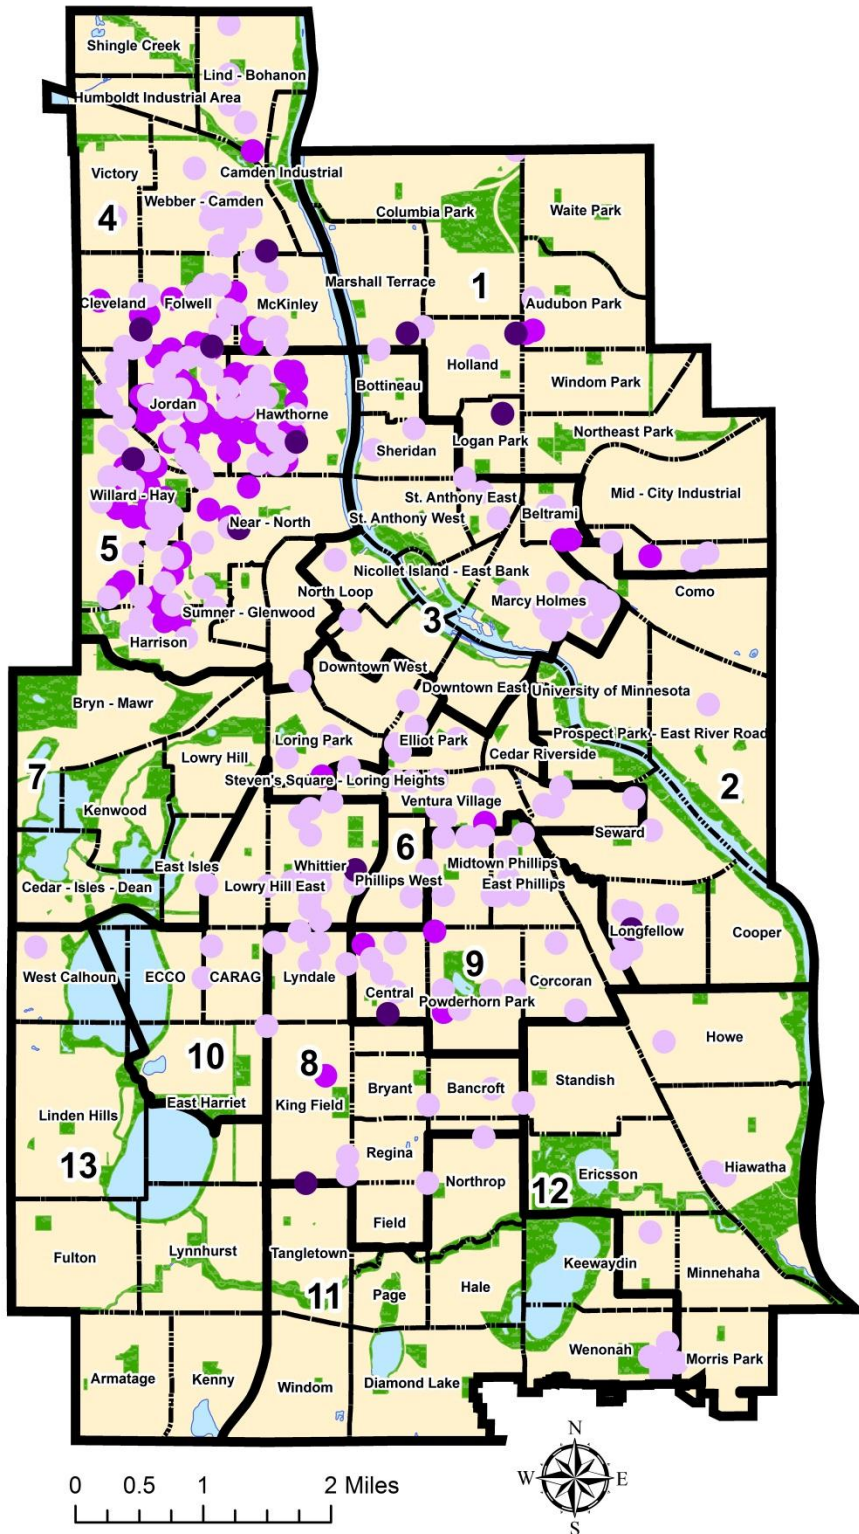 Shingle Creek
Lind - Bohanon
Humboldt Industrial Area
Victory
Camden Industrial
Webber - Camden
4
Columbia Park
Waite Park
Marshall Terrace
1
Cleveland
Folwell
McKinley
Audubon Park
Holland
Bottineau
Windom Park
Jordan
Hawthorne
Logan Park
Northeast Park
Sheridan
Willard - Hay
St. Anthony East
Mid - City Industrial
Near - North
St. Anthony West
Beltrami
5
Nicollet Island - East Bank
North Loop
Marcy Holmes
Como
Sumner - Glenwood
3
Harrison
Downtown West
Downtown East
University of Minnesota
Bryn - Mawr
Prospect Park - East River Road
Loring Park
Elliot Park
Lowry Hill
Cedar Riverside
7
Steven's Square - Loring Heights
2
Kenwood
Ventura Village
Seward
6
East Isles
Whittier
Midtown Phillips
Cedar - Isles - Dean
Lowry Hill East
Phillips West
East Phillips
Longfellow
Cooper
West Calhoun
ECCO
CARAG
Lyndale
9
Central
Corcoran
Powderhorn Park
10
8
Howe
Bryant
Bancroft
Standish
Linden Hills
East Harriet
King Field
13
Regina
Ericsson
Hiawatha
Northrop
12
Field
Fulton
Lynnhurst
Tangletown
Keewaydin
Minnehaha
11
Page
Hale
Wenonah
Morris Park
Armatage
Kenny
Windom
Diamond Lake
N
W
E
S
0 0.5 1 2 Miles